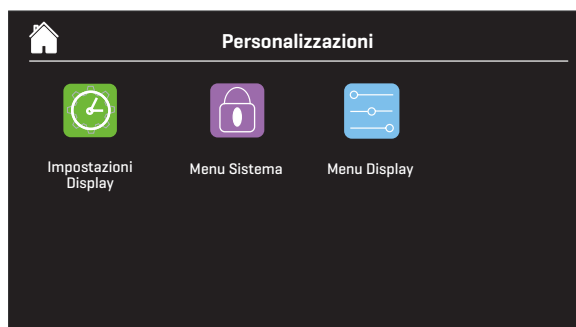 Personalizzazioni
Impostazioni
Display
Menu Sistema
Menu Display